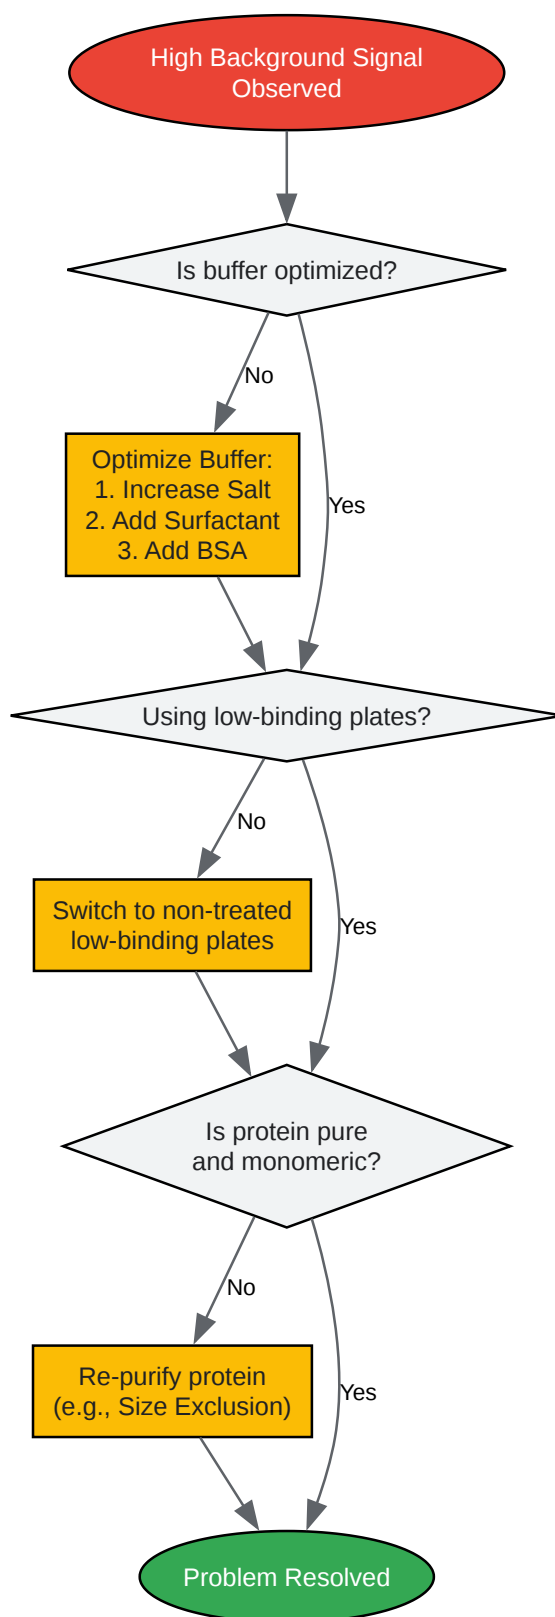 High Background Signal
Observed
Is buffer optimized?
No
Optimize Buffer:
1. Increase Salt
2. Add Surfactant
3. Add BSA
Yes
Using low-binding plates?
No
Switch to non-treated
low-binding plates
Yes
Is protein pure
and monomeric?
No
Re-purify protein
(e.g., Size Exclusion)
Yes
Problem Resolved